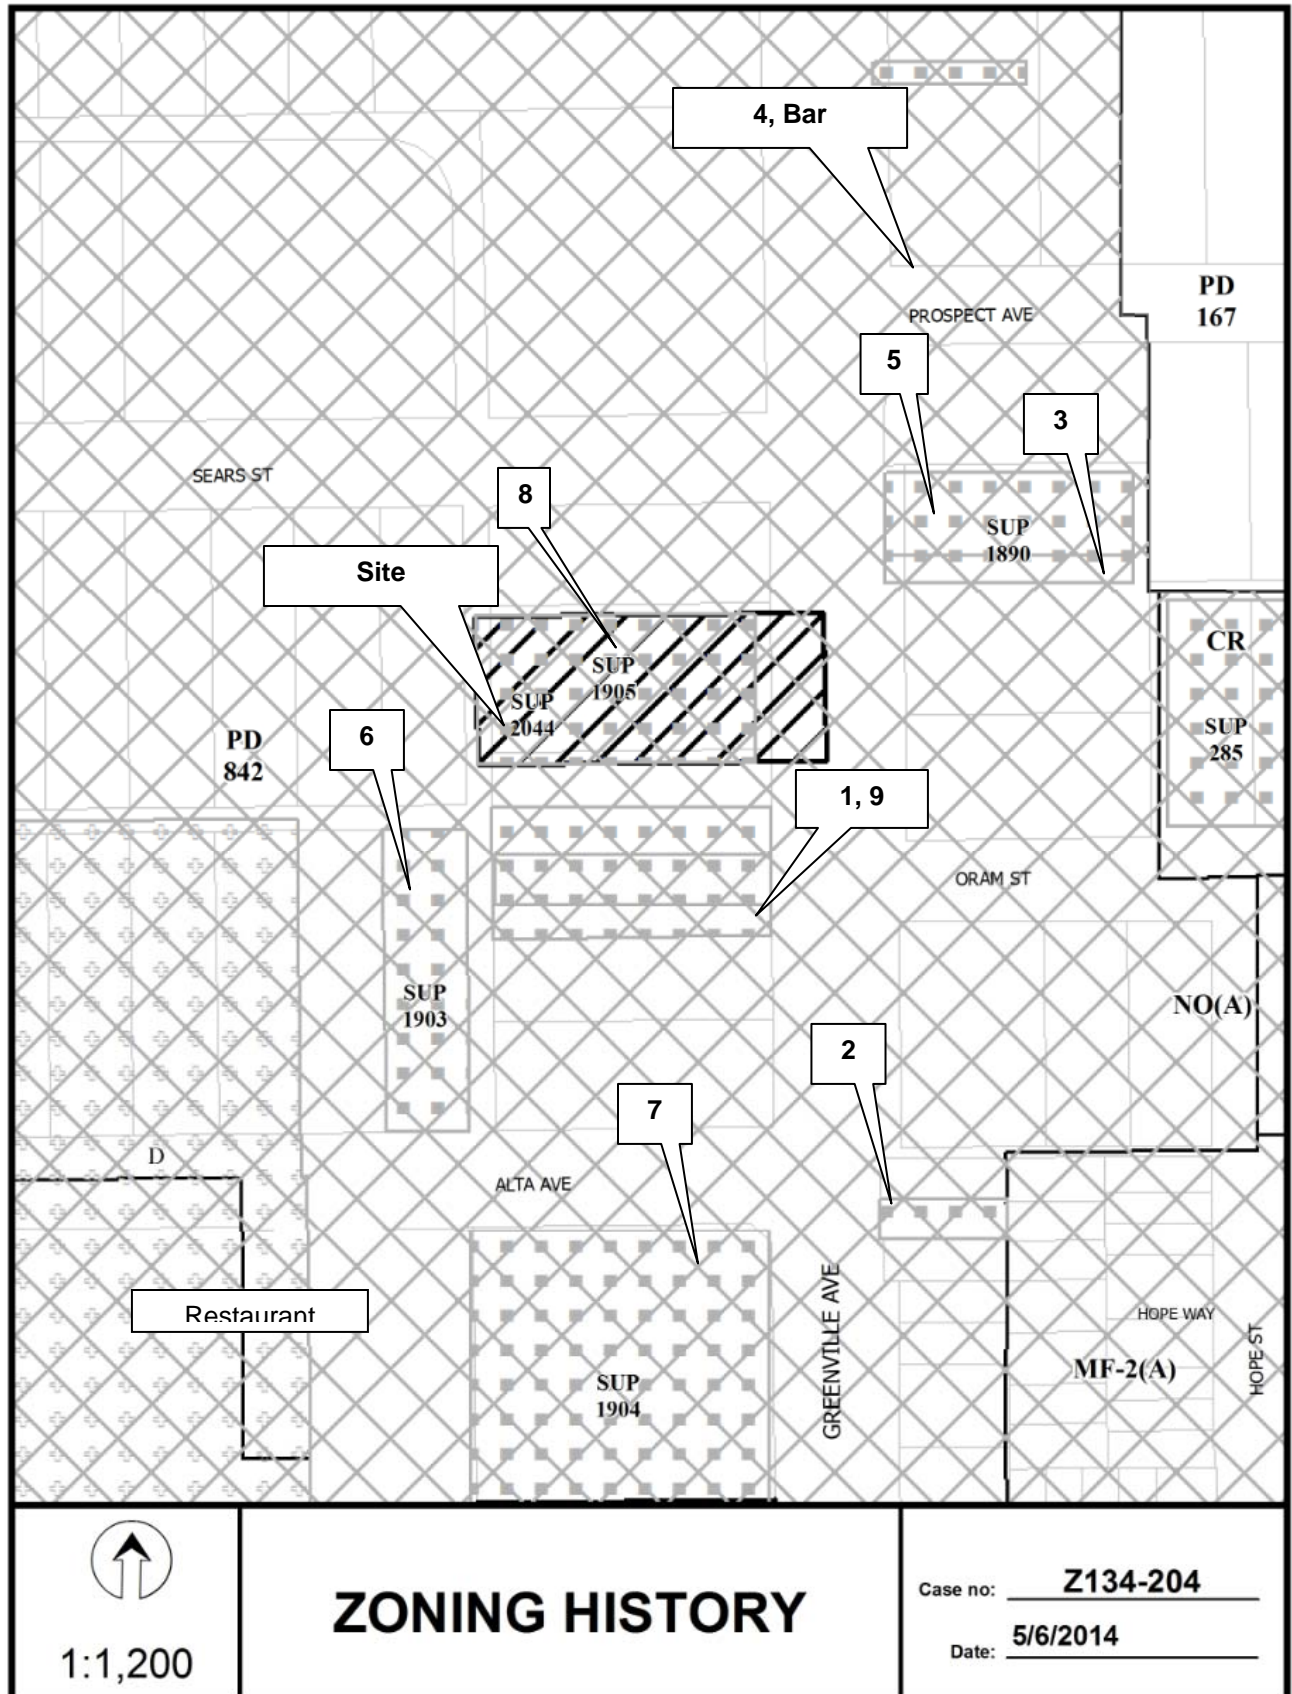 4, Bar
PD
167
PROSPECT AVE
5
3
SEARS ST
8
SUP
1890
Site
CR
SUP
1905
SUP
2044
6
SUP
285
PD
842
1, 9
ORAM ST
SUP
1903
NO(A)
2
7
D
ALTA AVE
GREENVILLE AVE
Restaurant
HOPE WAY
HOPE ST
MF-2(A)
SUP
1904
1:1,200
ZONING HISTORY
Case no: Z134-204
Date: 5/6/2014